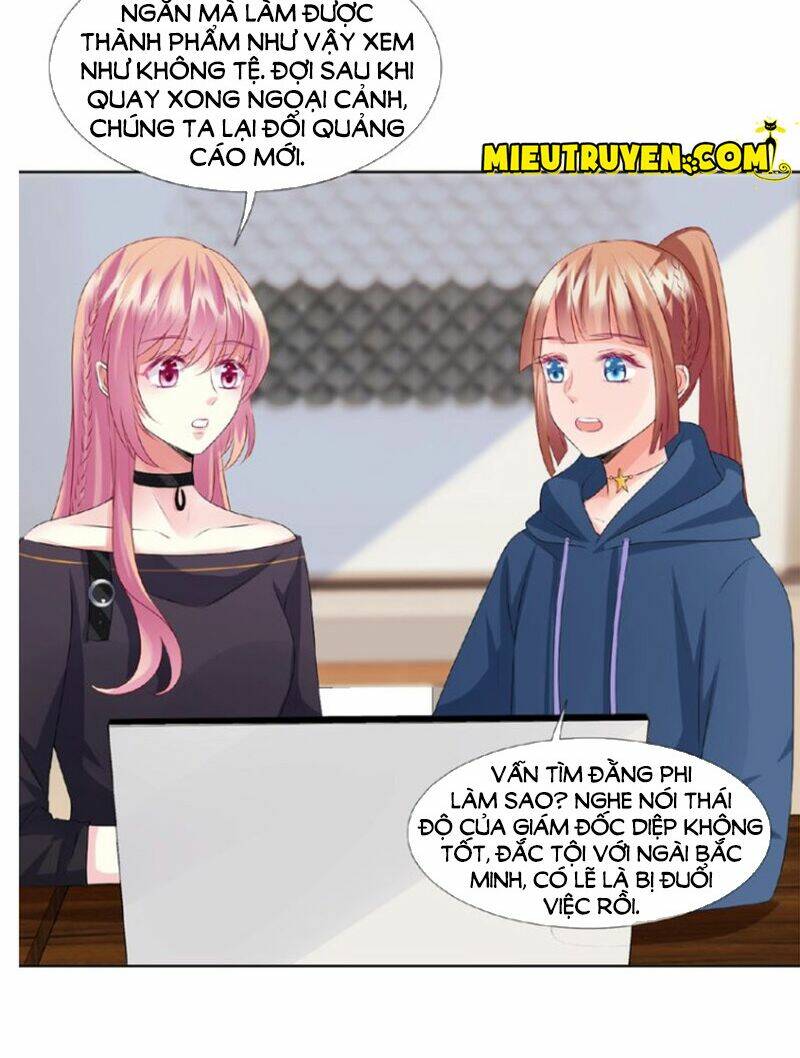 NGẮN MÀ LÀM ĐƯỢC
THÀNH PHẨM NHƯ VẬY XEM
NHƯ KHÔNG TỆ. ĐỢI SAU KHI
QUAY XONG NGOẠI CẢNH,
CHÚNG TA LẠI ĐỔI QUẢNG
CÁO MỚI.
MIEUTRUYEN.COM
VẤN TÌM ĐẰNG PHI
LÀM SAO? NGHE NÓI THÁI
ĐỘ CỦA GIÁM ĐỐC DIỆP KHÔNG
TỐT, ĐẮC TỘI VỚI NGÀI BẮC
MINH, CÓ LẼ LÀ BỊ ĐUỔI
VIỆC RỒI.